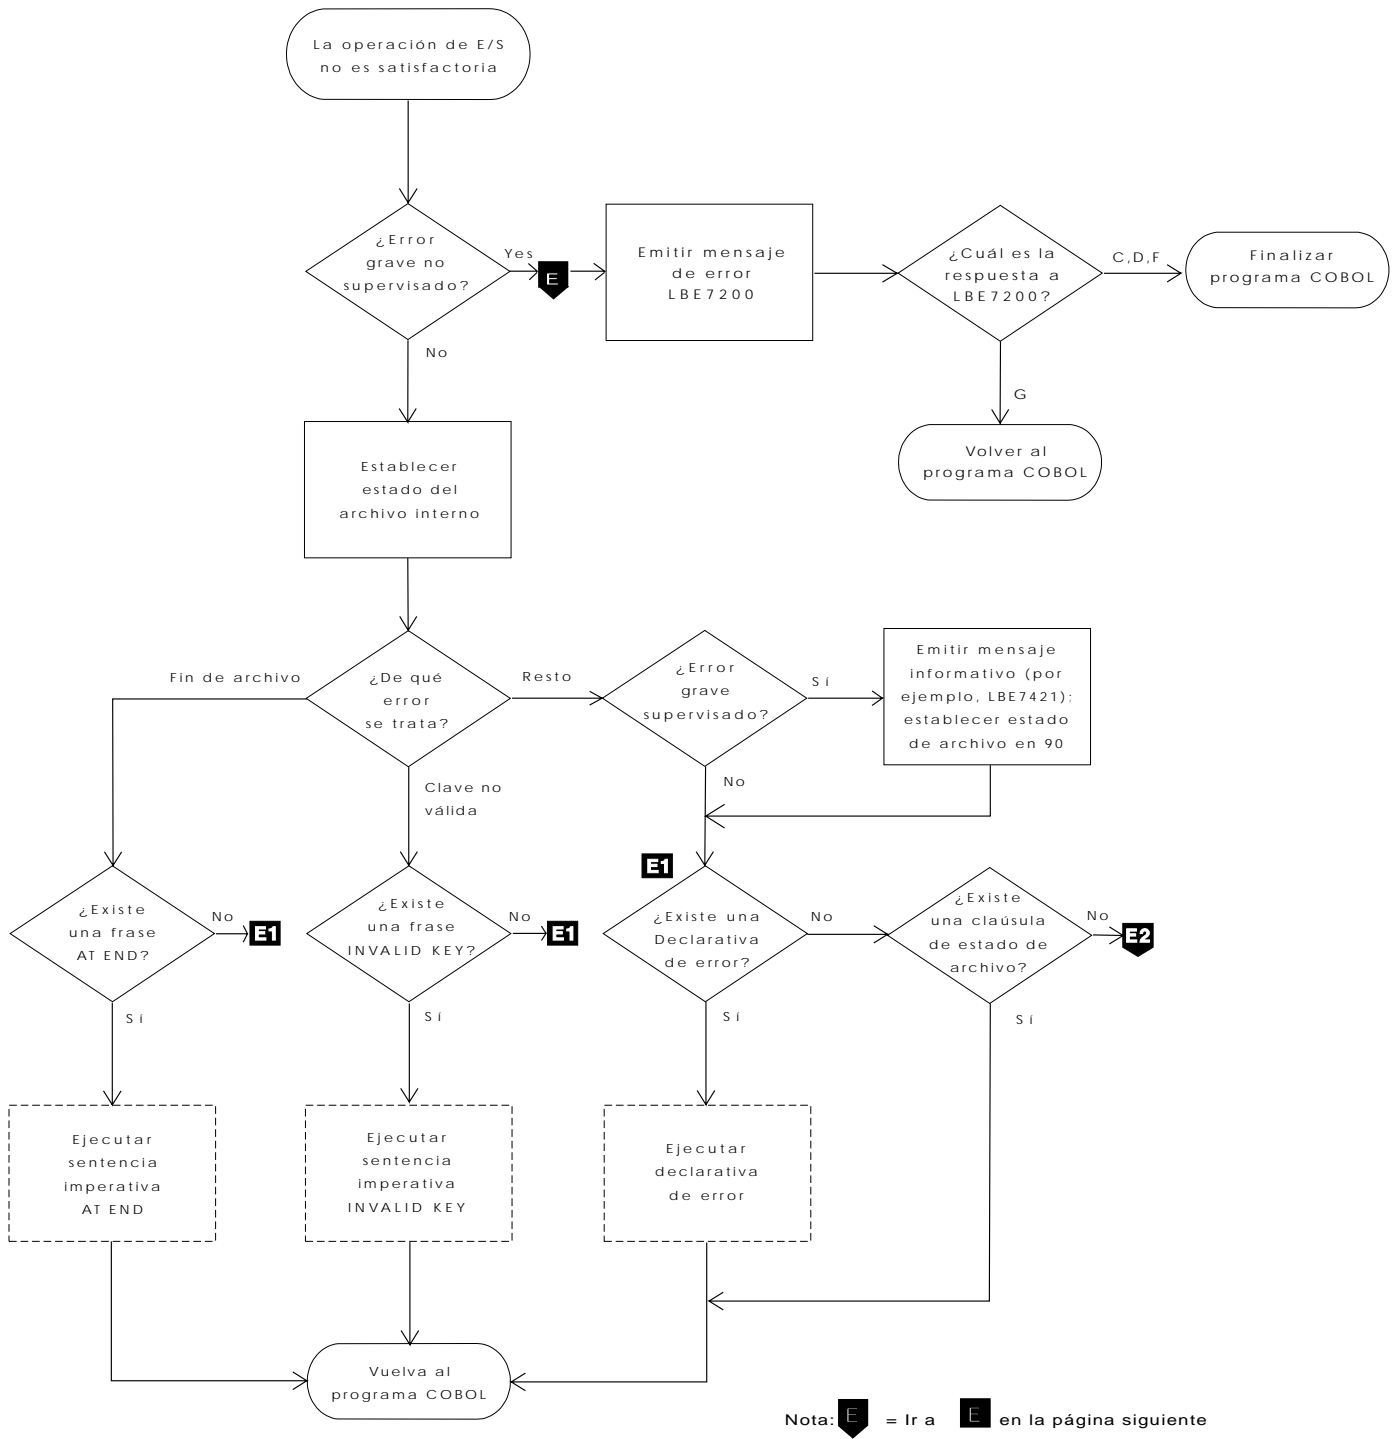 La operación de E/S
no es satisfactoria
¿Error
grave no
supervisado?
Yes
E
Emitir mensaje
de error
LBE7200
¿Cuál es la
respuesta a
LBE7200?
C,D,F
Finalizar
programa COBOL
No
G
Volver al
programa COBOL
Establecer
estado del
archivo interno
Fin de archivo
¿De qué
error
se trata?
Resto
¿Error
grave
supervisado?
Sí
Emitir mensaje
informativo (por
ejemplo, LBE7421);
establecer estado
de archivo en 90
Clave no
válida
No
E1
¿Existe
una frase
AT END?
No
E1
¿Existe
una frase
INVALID KEY?
No
E1
¿Existe una
Declarativa
de error?
No
¿Existe
una claúsula
de estado de
archivo?
No
E2
Sí
Sí
Sí
Sí
Ejecutar
sentencia
imperativa
AT END
Ejecutar
sentencia
imperativa
INVALID KEY
Ejecutar
declarativa
de error
Vuelva al
programa COBOL
Nota: E = Ir a E en la página siguiente